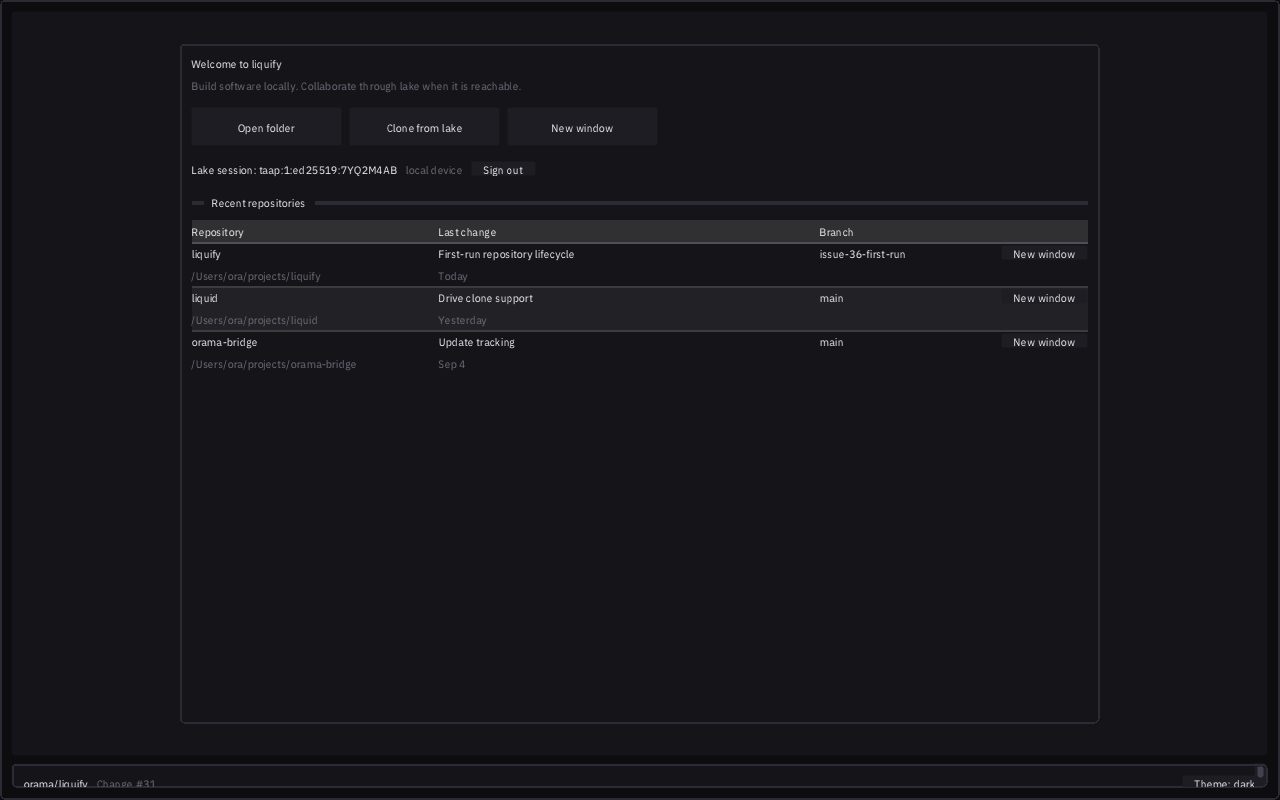 Welcome to liquify
Build software locally. Collaborate through lake when it is reachable.
Open folder Clone from lake New window
Lake session: taap:1:ed25519:7YQ2M4AB local device Sign out
Recent repositories
Repository Last change Branch
liquify First-run repository lifecycle issue-36-first-run New window
/Users/ora/projects/liquify Today
liquid Drive clone support main New window
/Users/ora/projects/liquid Yesterday
orama-bridge Update tracking main New window
/Users/ora/projects/orama-bridge Sep 4
orama/liquify Change #31 Theme: dark